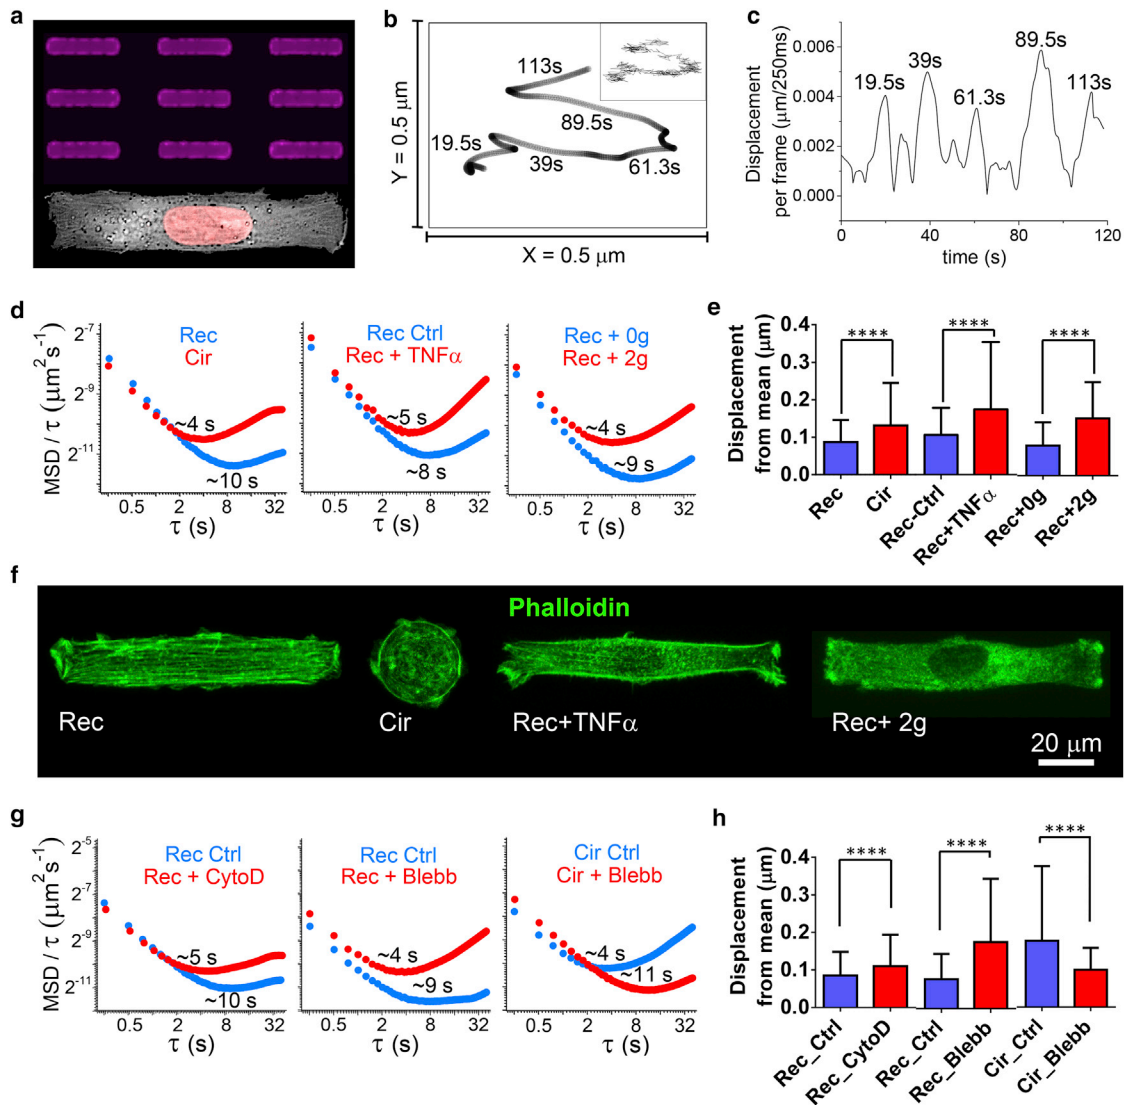 a
b
Y = 0.5 μm
113s
19.5s
89.5s
39s
61.3s
X = 0.5 μm
c
Displacement
per frame (μm/250ms)
0.006
0.004
0.002
0.000
19.5s
39s
61.3s
89.5s
113s
0 40 80 120
time (s)
d
MSD / τ (μm²s⁻¹)
2⁻⁷
2⁻⁹
2⁻¹¹
Rec
Cir
~4 s
~10 s
0.5 2 8 32
τ (s)
Rec Ctrl
Rec + TNFα
~5 s
~8 s
0.5 2 8 32
τ (s)
Rec + 0g
Rec + 2g
~4 s
~9 s
0.5 2 8 32
τ (s)
e
Displacement
from mean (μm)
0.4
0.3
0.2
0.1
0.0
**** **** ****
Rec
Cir
Rec-Ctrl
Rec+TNFα
Rec+0g
Rec+2g
f
Phalloidin
Rec
Cir
Rec+TNFα
Rec+ 2g
20 μm
g
MSD / τ (μm²s⁻¹)
2⁻⁵
2⁻⁷
2⁻⁹
2⁻¹¹
Rec Ctrl
Rec + CytoD
~5 s
~10 s
0.5 2 8 32
τ (s)
Rec Ctrl
Rec + Blebb
~4 s
~9 s
0.5 2 8 32
τ (s)
Cir Ctrl
Cir + Blebb
~4 s
~11 s
0.5 2 8 32
τ (s)
h
Displacement
from mean (μm)
0.4
0.3
0.2
0.1
0.0
**** **** ****
Rec_Ctrl
Rec_CytoD
Rec_Ctrl
Rec_Blebb
Cir_Ctrl
Cir_Blebb